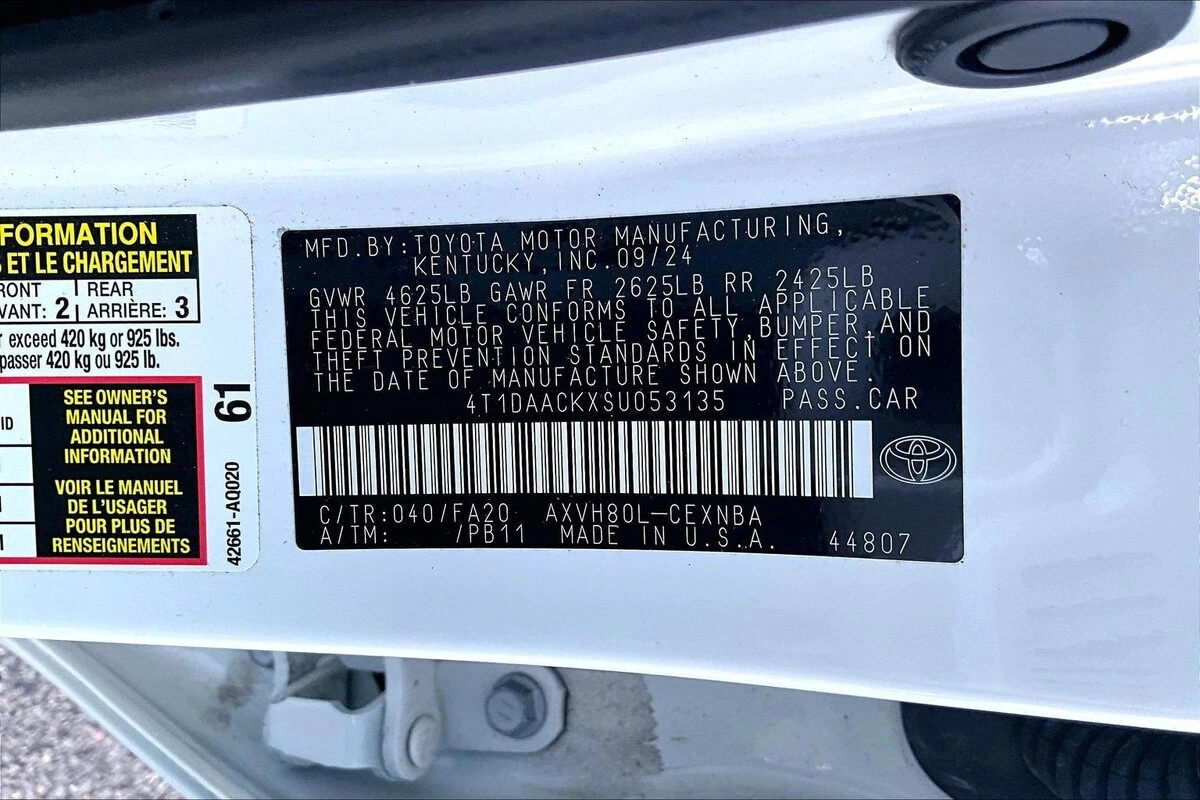 FORMATION
ET LE CHARGEMENT
RONT | REAR
VANT: 2 | ARRIÈRE: 3
exceed 420 kg or 925 lbs.
passer 420 kg ou 925 lb.
SEE OWNER'S
MANUAL FOR
ADDITIONAL
INFORMATION
VOIR LE MANUEL
DE L'USAGER
POUR PLUS DE
RENSEIGNEMENTS
61
42661-AQ020
MFD.BY:TOYOTA MOTOR MANUFACTURING,
KENTUCKY,INC.09/24
GVWR 4625LB GAWR FR 2625LB RR 2425LB
THIS VEHICLE CONFORMS TO ALL APPLICABLE
FEDERAL MOTOR VEHICLE SAFETY,BUMPER,AND
THEFT PREVENTION STANDARDS IN EFFECT ON
THE DATE OF MANUFACTURE SHOWN ABOVE.
4T1DAACKXSU053135 PASS.CAR
C/TR:040/FA20 AXVH80L-CEXNBA
A/TM: /PB11 MADE IN U.S.A. 44807